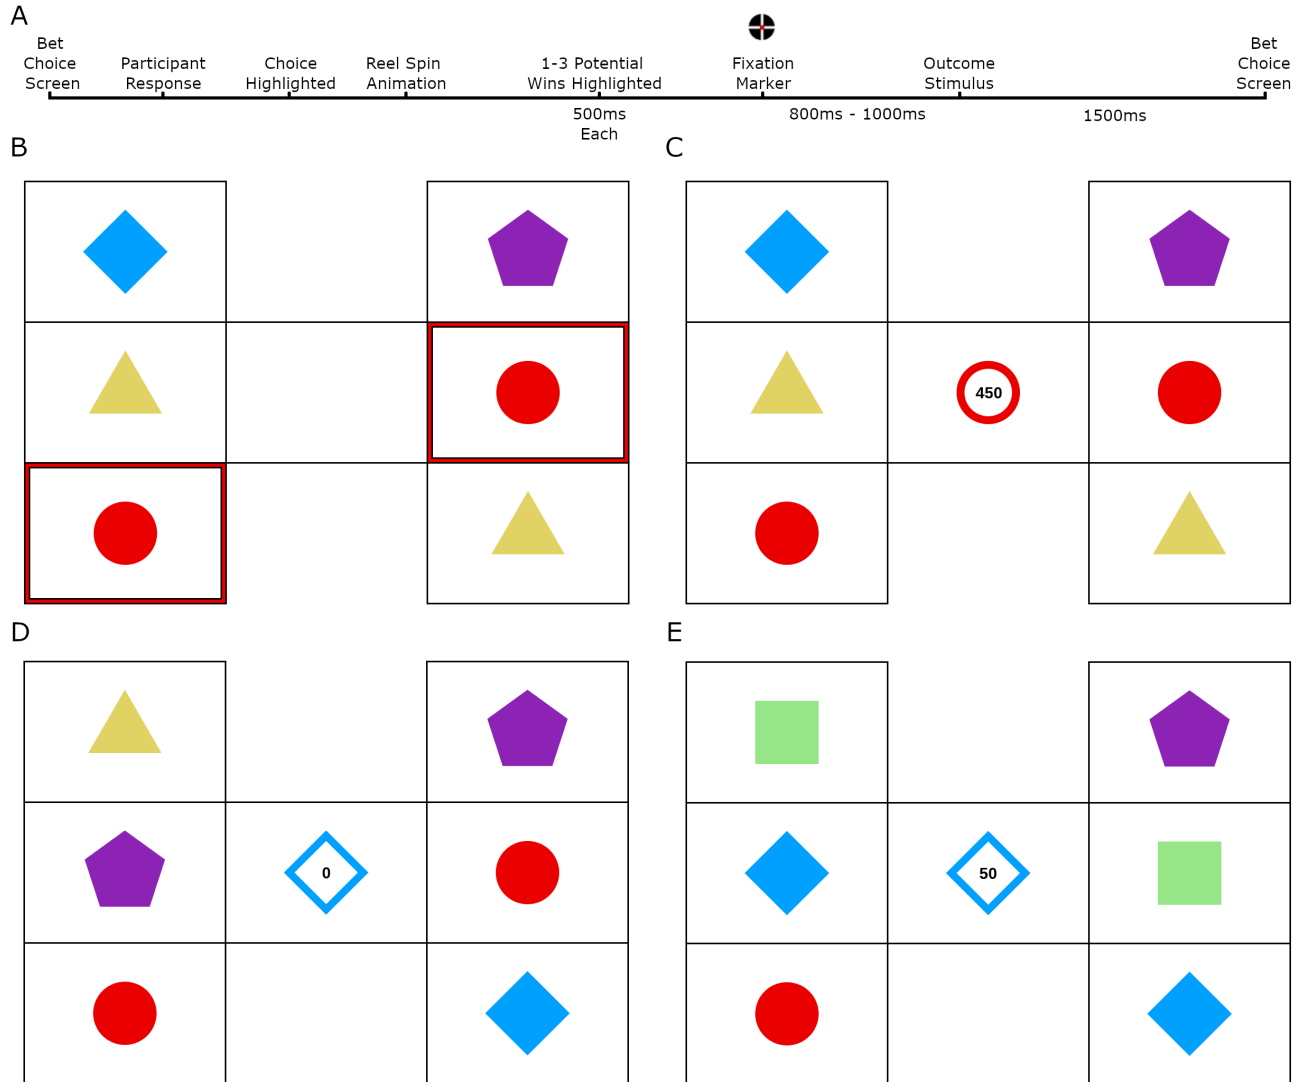 A
Bet
Choice
Screen
Participant
Response
Choice
Highlighted
Reel Spin
Animation
1-3 Potential
Wins Highlighted
Fixation
Marker
Outcome
Stimulus
Bet
Choice
Screen
500ms
Each
800ms - 1000ms
1500ms
B
C
450
D
E
0
50